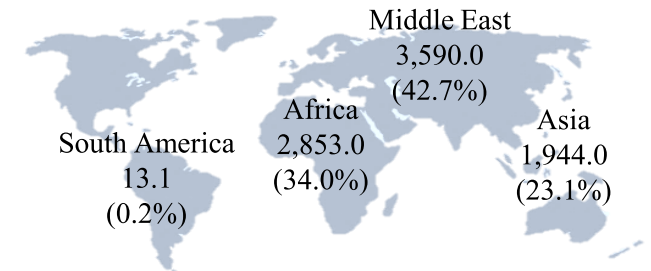 Middle East
3,590.0
(42.7%)
Africa
2,853.0
(34.0%)
Asia
1,944.0
(23.1%)
South America
13.1
(0.2%)